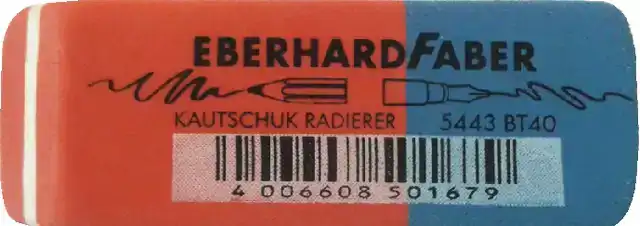 EBERHARD FABER
KAUTSCHUK RADIERER 5443 BT40
4 006608 501679